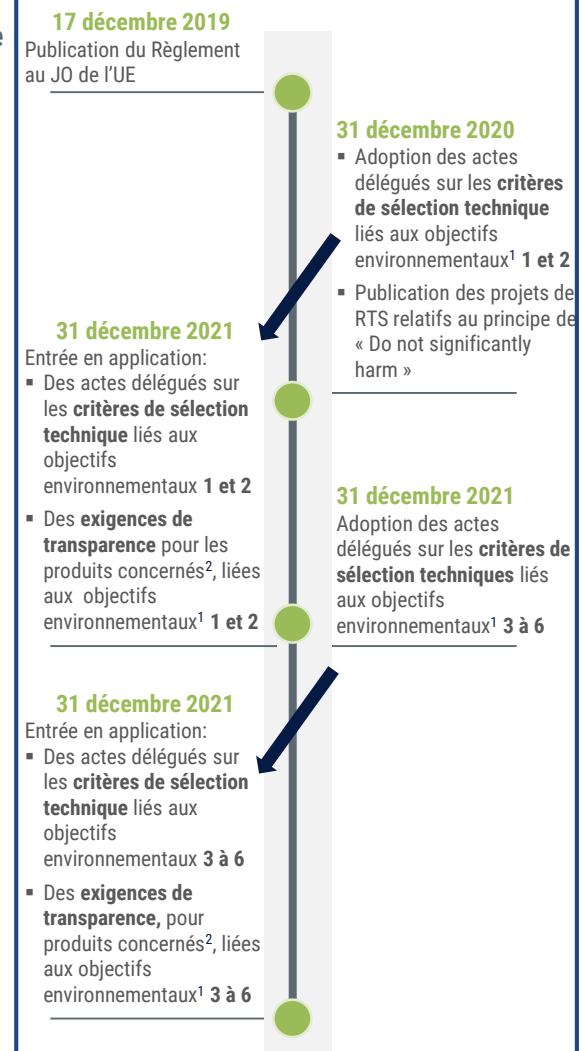 17 décembre 2019
Publication du Règlement
au JO de l'UE
31 décembre 2020
▪ Adoption des actes
délégués sur les critères
de sélection technique
liés aux objectifs
environnementaux¹ 1 et 2
▪ Publication des projets de
RTS relatifs au principe de
« Do not significantly
harm »
31 décembre 2021
Entrée en application:
▪ Des actes délégués sur
les critères de sélection
technique liés aux
objectifs
environnementaux 1 et 2
▪ Des exigences de
transparence pour les
produits concernés², liées
aux objectifs
environnementaux¹ 1 et 2
31 décembre 2021
Adoption des actes
délégués sur les critères de
sélection techniques liés
aux objectifs
environnementaux¹ 3 à 6
31 décembre 2021
Entrée en application:
▪ Des actes délégués sur
les critères de sélection
technique liés aux
objectifs
environnementaux 3 à 6
▪ Des exigences de
transparence, pour
produits concernés², liées
aux objectifs
environnementaux¹ 3 à 6